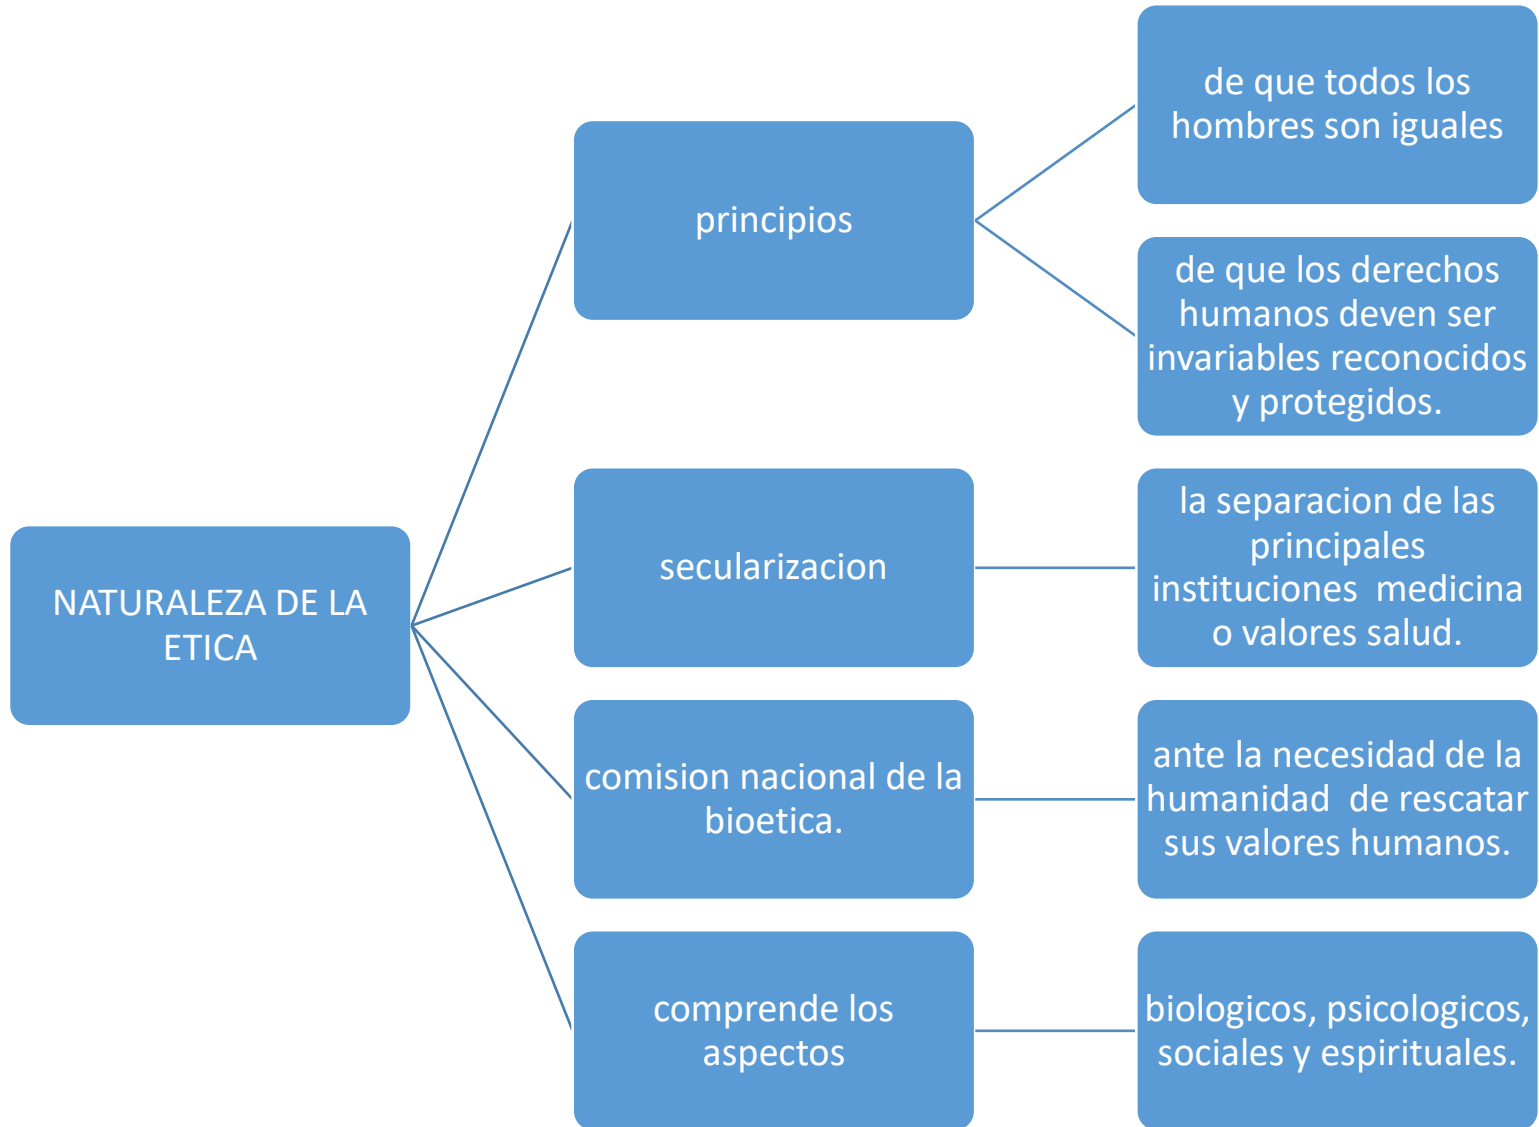 NATURALEZA DE LA
ETICA
principios
de que todos los
hombres son iguales
de que los derechos
humanos deven ser
invariables reconocidos
y protegidos.
secularizacion
la separacion de las
principales
instituciones  medicina
o valores salud.
comision nacional de la
bioetica.
ante la necesidad de la
humanidad  de rescatar
sus valores humanos.
comprende los
aspectos
biologicos, psicologicos,
sociales y espirituales.